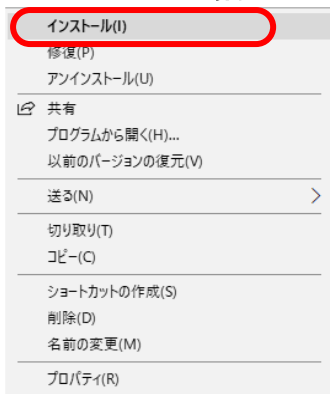 インストール(I)
修復(P)
アンインストール(U)
共有
プログラムから開く(H)...
以前のバージョンの復元(V)
送る(N)
切り取り(T)
コピー(C)
ショートカットの作成(S)
削除(D)
名前の変更(M)
プロパティ(R)